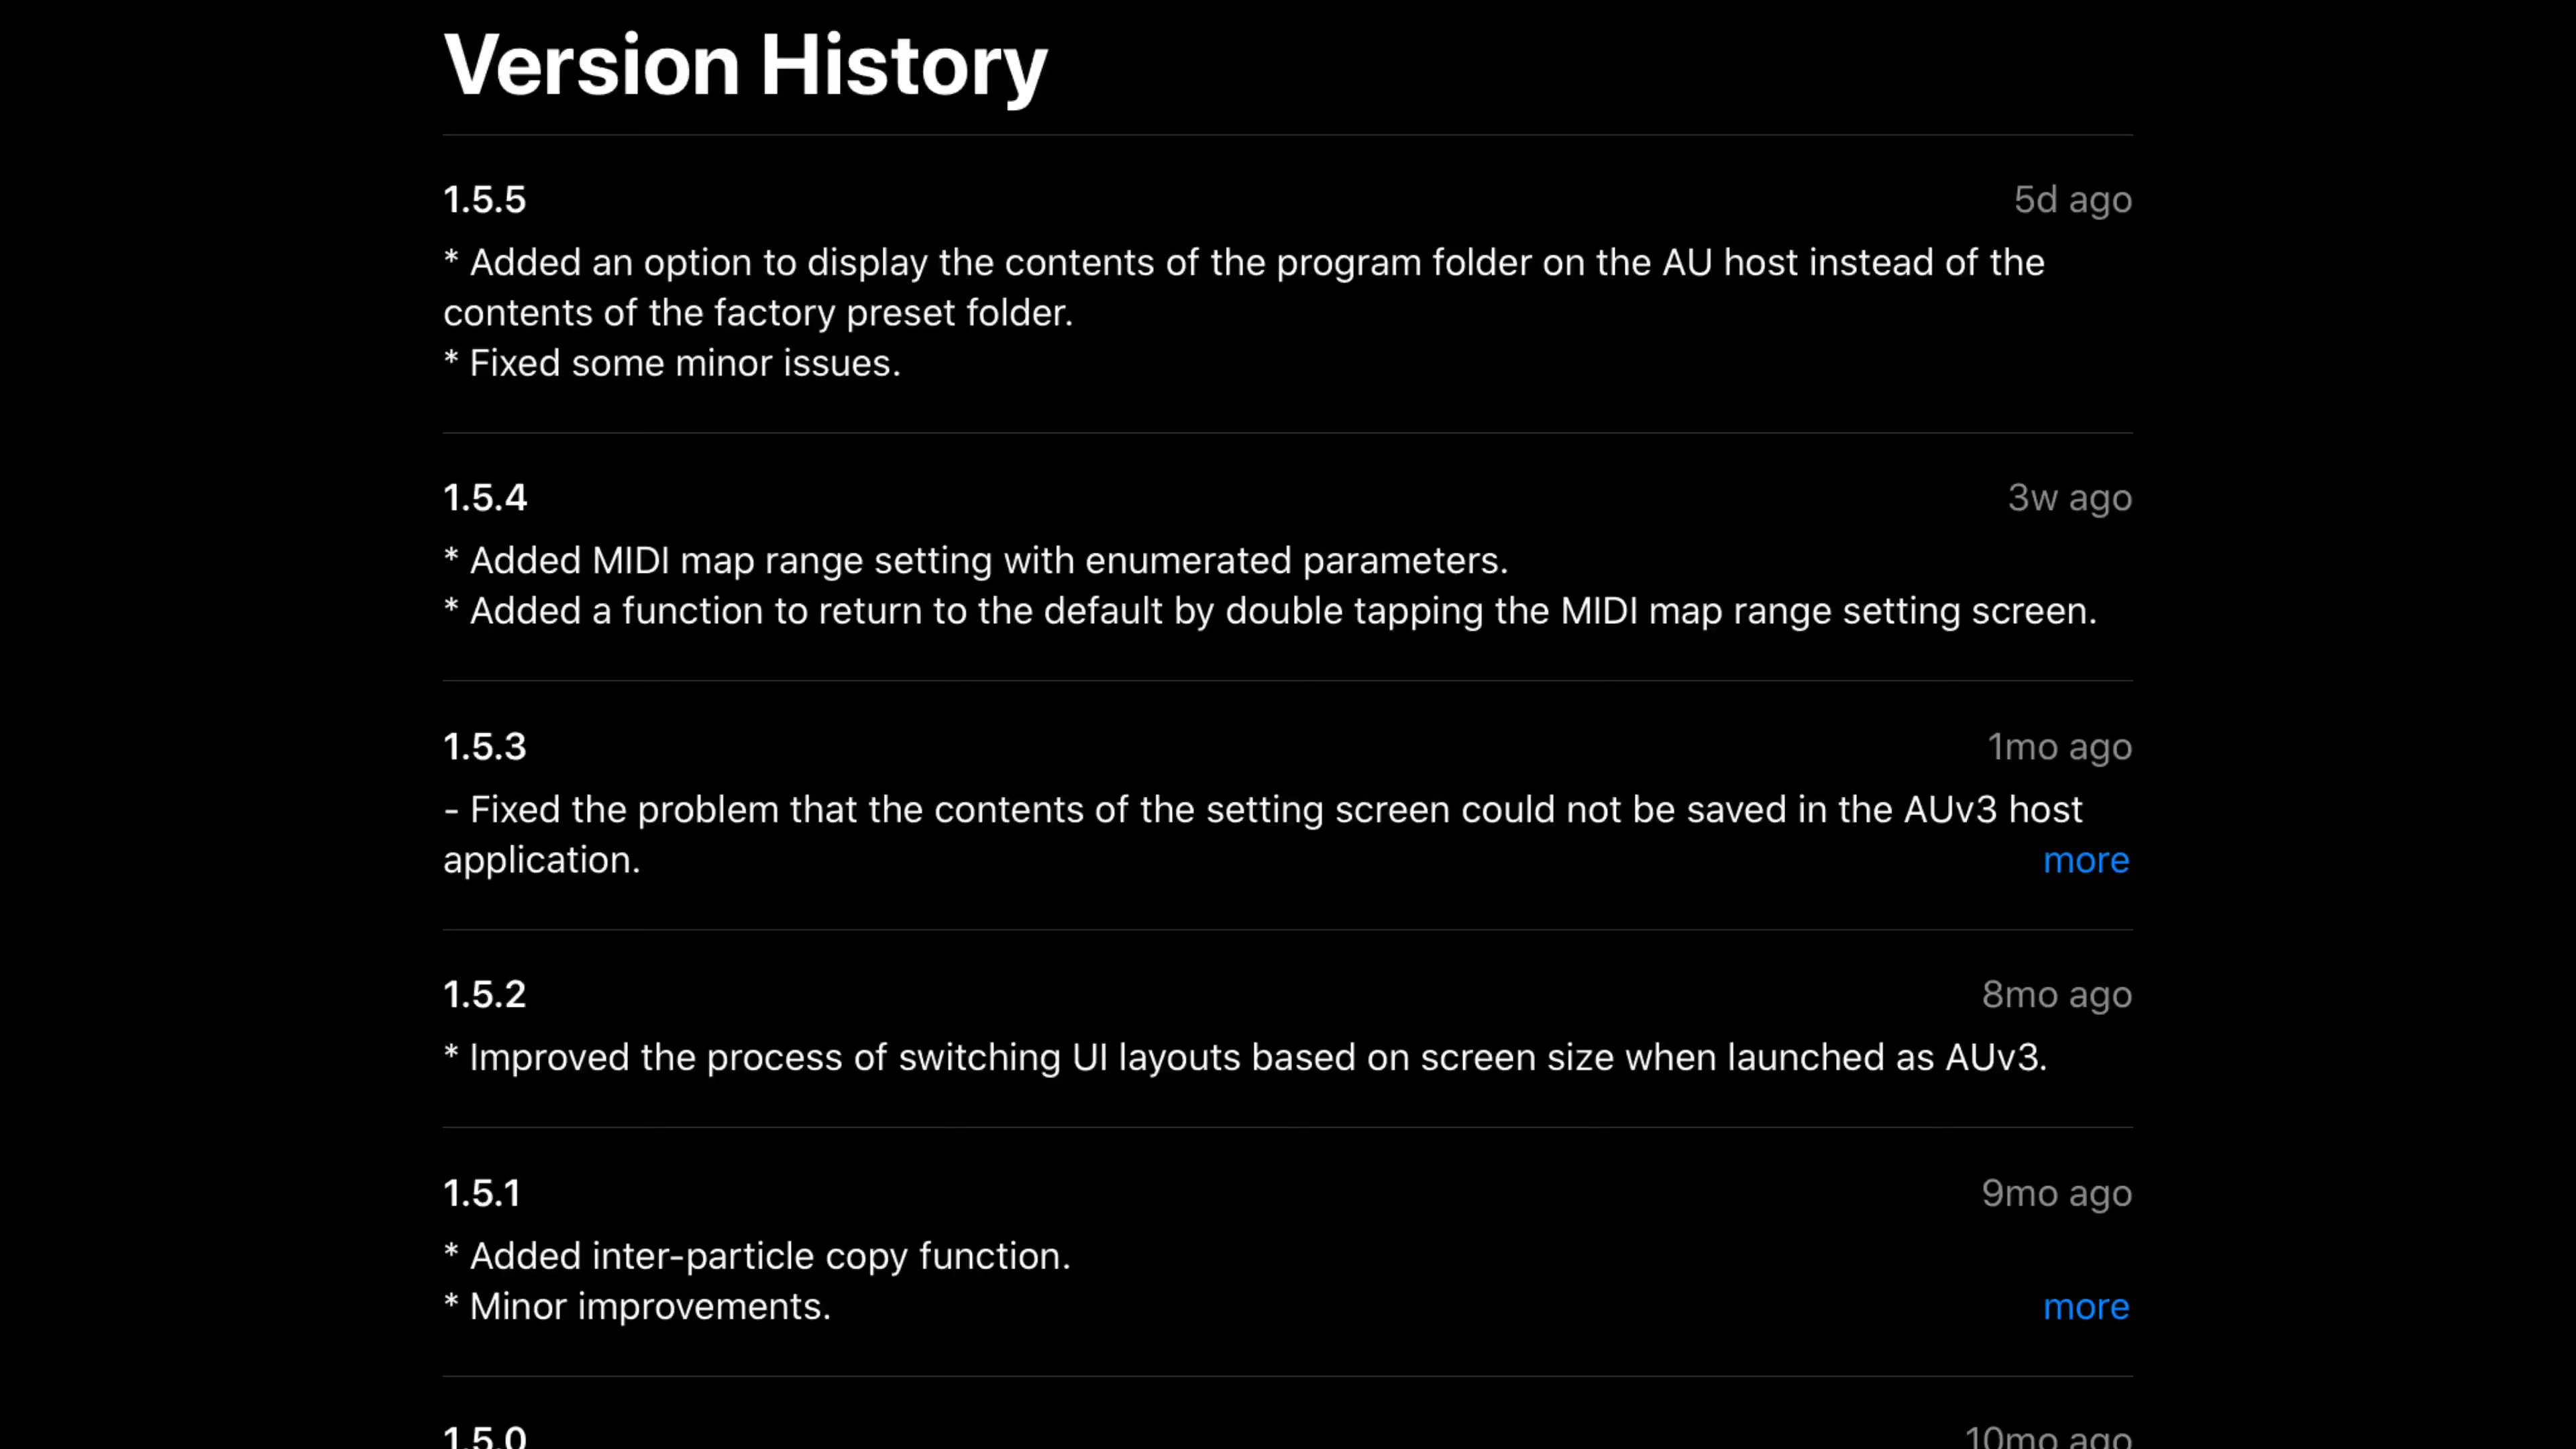 Version History
1.5.5
5d ago
* Added an option to display the contents of the program folder on the AU host instead of the
contents of the factory preset folder.
* Fixed some minor issues.
1.5.4
3w ago
* Added MIDI map range setting with enumerated parameters.
* Added a function to return to the default by double tapping the MIDI map range setting screen.
1.5.3
1mo ago
- Fixed the problem that the contents of the setting screen could not be saved in the AUv3 host
application.
more
1.5.2
8mo ago
* Improved the process of switching UI layouts based on screen size when launched as AUv3.
1.5.1
9mo ago
* Added inter-particle copy function.
* Minor improvements.
more
1.5.0
10mo ago